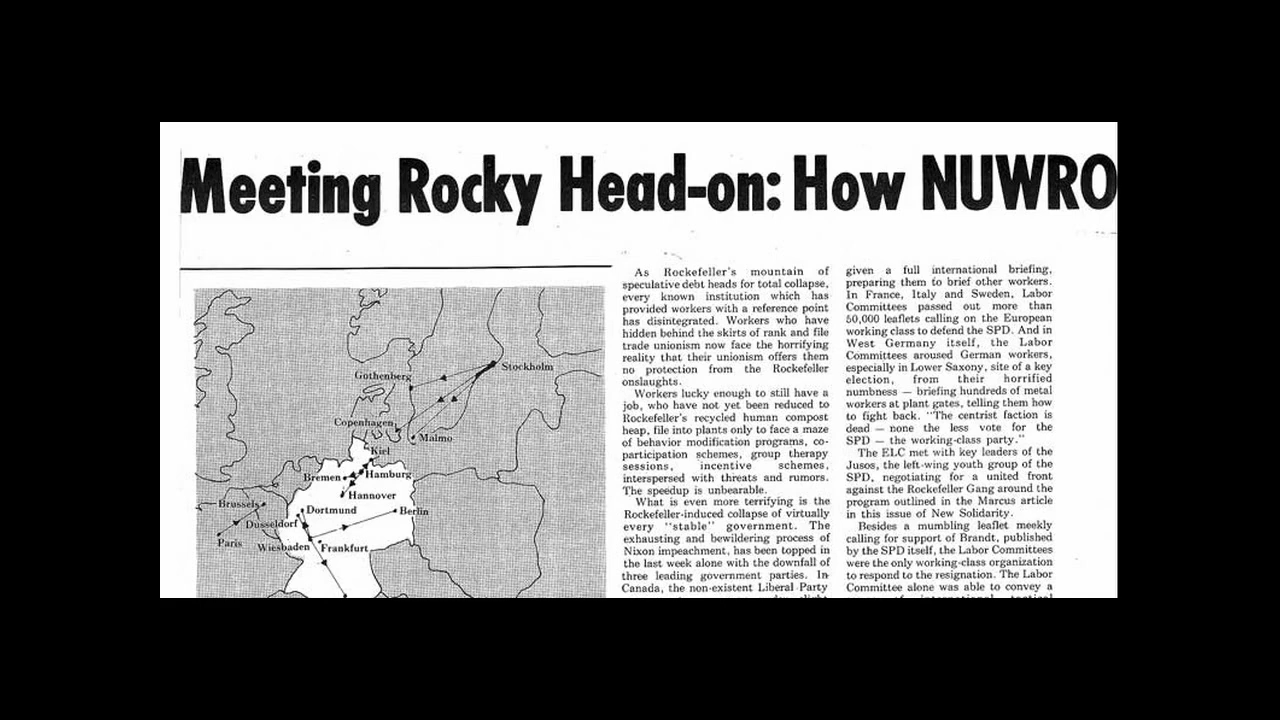 Meeting Rocky Head-on: How NUWRO
Stockholm
Gothenberg
Copenhagen
Malmo
Kiel
Bremen
Hamburg
Hannover
Brussels
Dortmund
Berlin
Dusseldorf
Paris
Wiesbaden
Frankfurt
As Rockefeller's mountain of
speculative debt heads for total collapse,
every known institution which has
provided workers with a reference point
has disintegrated. Workers who have
hidden behind the skirts of rank and file
trade unionism now face the horrifying
reality that their unionism offers them
no protection from the Rockefeller
onslaughts.
Workers lucky enough to still have a
job, who have not yet been reduced to
Rockefeller's recycled human compost
heap, file into plants only to face a maze
of behavior modification programs, co-
participation schemes, group therapy
sessions, incentive schemes,
interspersed with threats and rumors.
The speedup is unbearable.
What is even more terrifying is the
Rockefeller-induced collapse of virtually
every "stable" government. The
exhausting and bewildering process of
Nixon impeachment, has been topped in
the last week alone with the downfall of
three leading government parties. In
Canada, the non-existent Liberal Party
given a full international briefing,
preparing them to brief other workers.
In France, Italy and Sweden, Labor
Committees passed out more than
50,000 leaflets calling on the European
working class to defend the SPD. And in
West Germany itself, the Labor
Committees aroused German workers,
especially in Lower Saxony, site of a key
election, from their horrified
numbness — briefing hundreds of metal
workers at plant gates, telling them how
to fight back. "The centrist faction is
dead — none the less vote for the
SPD — the working-class party."
The ELC met with key leaders of the
Jusos, the left-wing youth group of the
SPD, negotiating for a united front
against the Rockefeller Gang around the
program outlined in the Marcus article
in this issue of New Solidarity.
Besides a mumbling leaflet meekly
calling for support of Brandt, published
by the SPD itself, the Labor Committees
were the only working-class organization
to respond to the resignation. The Labor
Committee alone was able to convey a